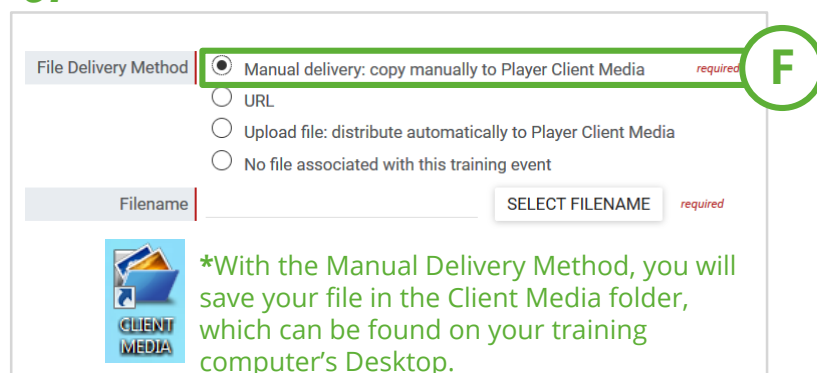 File Delivery Method
Manual delivery: copy manually to Player Client Media
required
F
URL
Upload file: distribute automatically to Player Client Media
No file associated with this training event
Filename
SELECT FILENAME
required
CLIENT
MEDIA
*With the Manual Delivery Method, you will
save your file in the Client Media folder,
which can be found on your training
computer's Desktop.